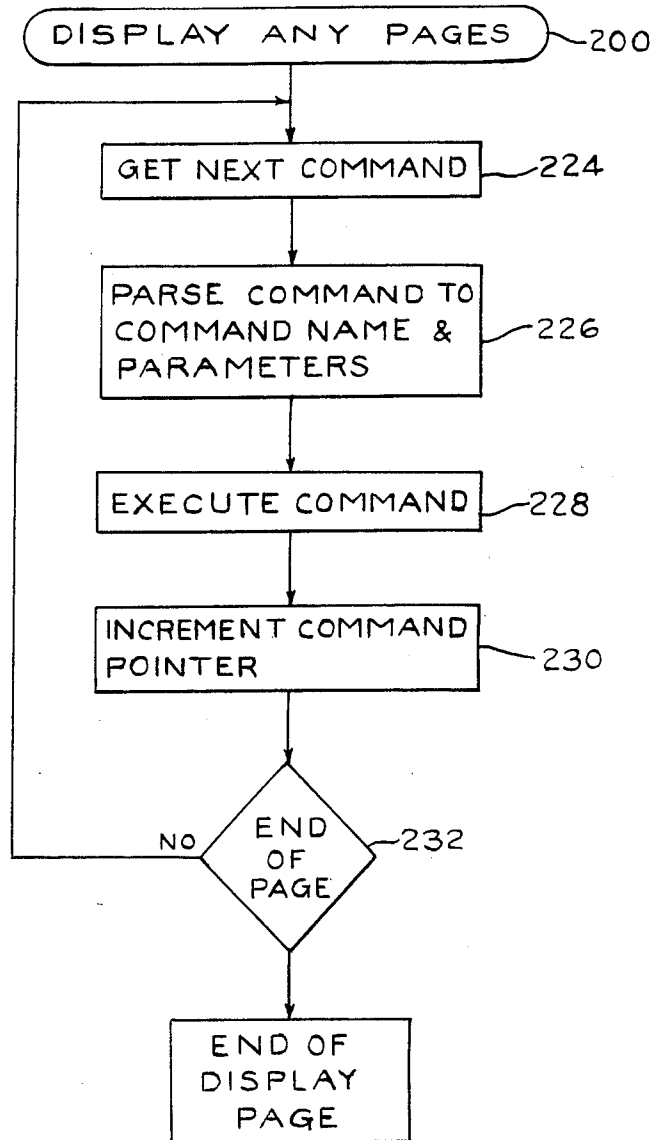 DISPLAY ANY PAGES
200
GET NEXT COMMAND
224
PARSE COMMAND TO
COMMAND NAME &
PARAMETERS
226
EXECUTE COMMAND
228
INCREMENT COMMAND
POINTER
230
END
OF
PAGE
232
NO
END OF
DISPLAY
PAGE